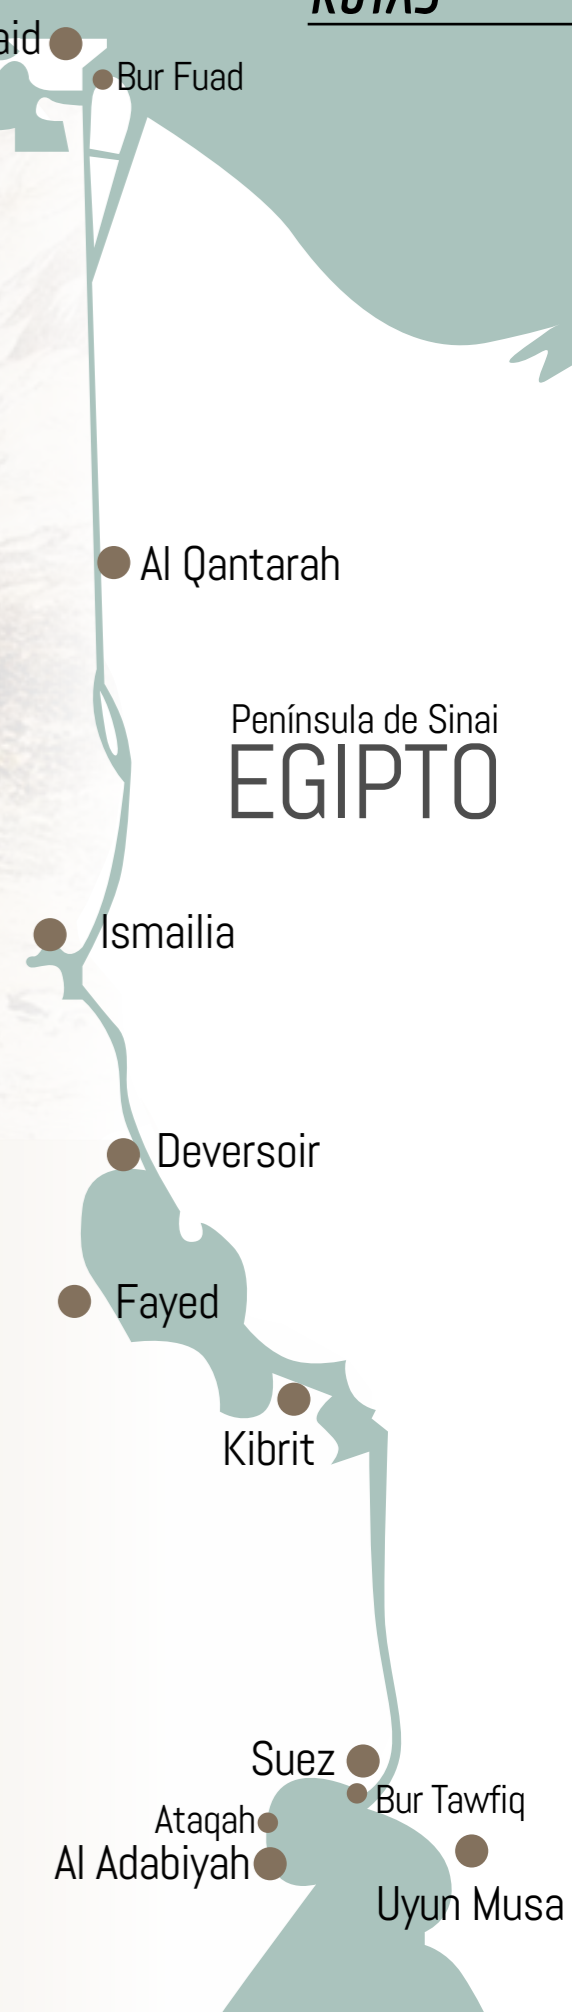 Bur Fuad
Al Qantarah
Península de Sinai
EGIPTO
Ismailia
Deversoir
Fayed
Kibrit
Suez
Bur Tawfiq
Ataqah
Al Adabiyah
Uyun Musa